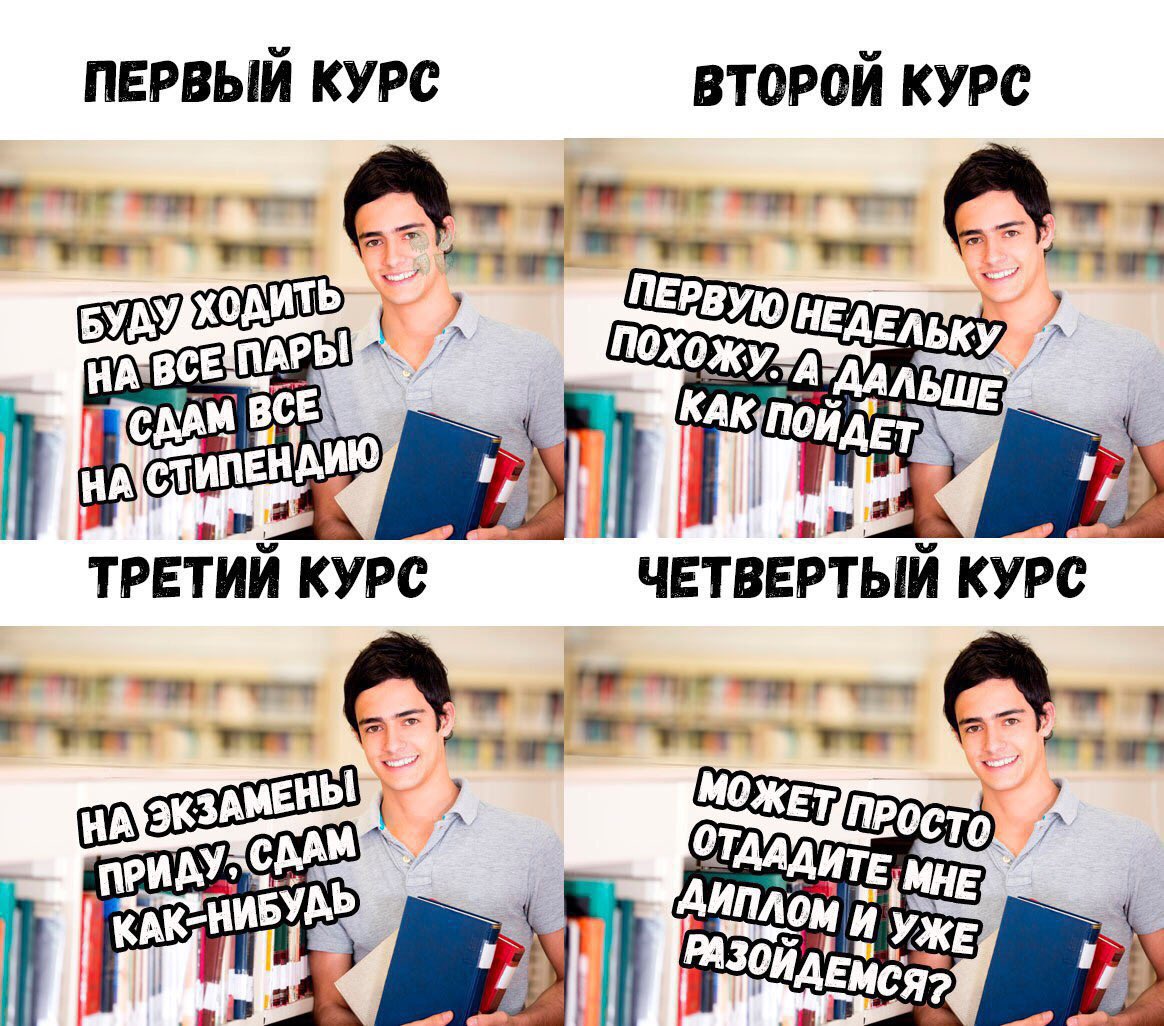 ПЕРВЫЙ КУРС
БУДУ ХОДИТЬ
НА ВСЕ ПАРЫ
СДАМ ВСЕ
НА СТИПЕНДИЮ
ВТОРОЙ КУРС
ПЕРВУЮ НЕДЕЛЬКУ
ПОХОЖУ. А ДАЛЬШЕ
КАК ПОЙДЕТ
ТРЕТИЙ КУРС
НА ЭКЗАМЕНЫ
ПРИДУ, СДАМ
КАК-НИБУДЬ
ЧЕТВЕРТЫЙ КУРС
МОЖЕТ ПРОСТО
ОТДАДИТЕ МНЕ
ДИПЛОМ И УЖЕ
РАЗОЙДЕМСЯ?